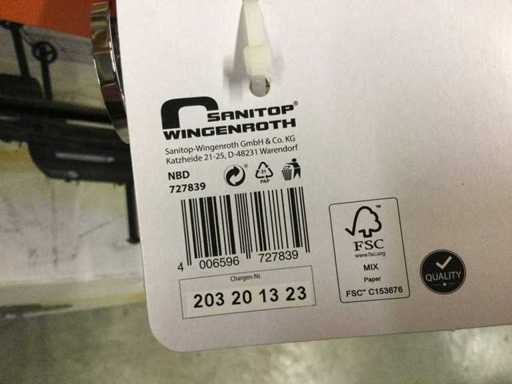 SANITOP®
WINGENROTH
Sanitop-Wingenroth GmbH & Co. KG
Katzheide 21-25, D-48231 Warendorf
NBD
727839
21
PAP
4 006596 727839
Chargen-Nr.
203 20 13 23
FSC
www.fsc.org
MIX
Paper
FSC® C153676
QUALITY